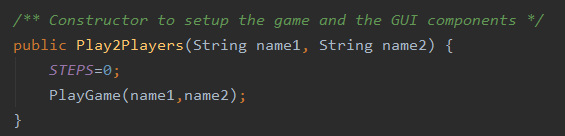 /** Constructor to setup the game and the GUI components */
public Play2Players(String name1, String name2) {
STEPS=0;
PlayGame(name1,name2);
}